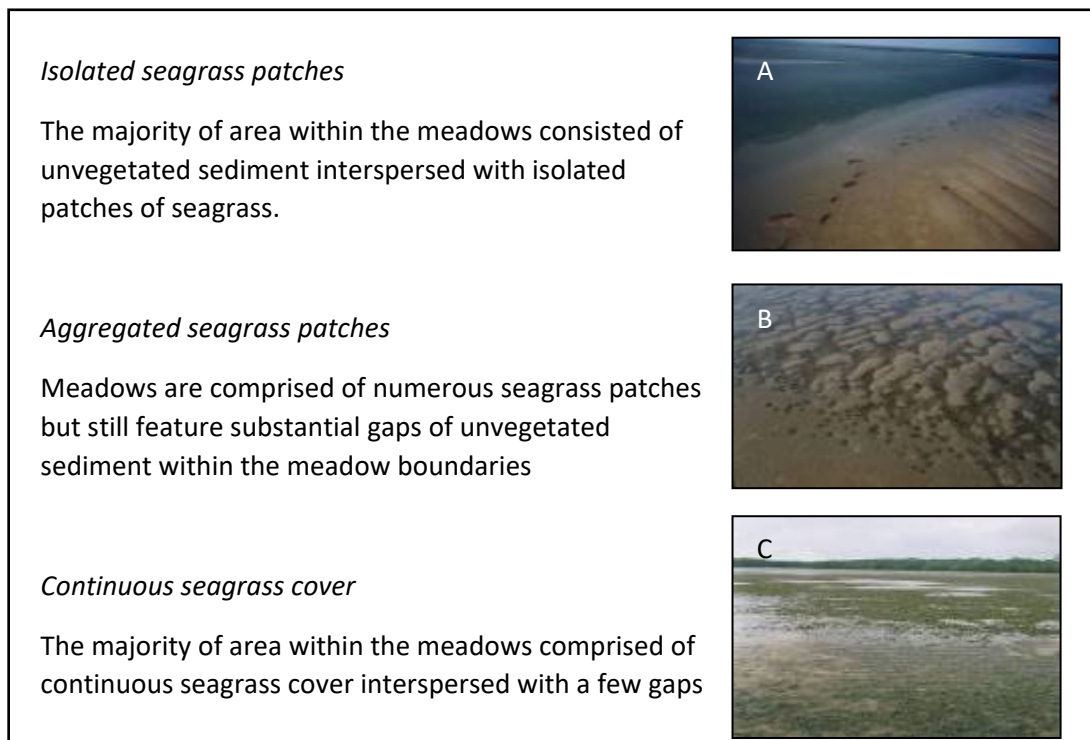 Isolated seagrass patches
A
The majority of area within the meadows consisted of
unvegetated sediment interspersed with isolated
patches of seagrass.
Aggregated seagrass patches
B
Meadows are comprised of numerous seagrass patches
but still feature substantial gaps of unvegetated
sediment within the meadow boundaries
Continuous seagrass cover
C
The majority of area within the meadows comprised of
continuous seagrass cover interspersed with a few gaps